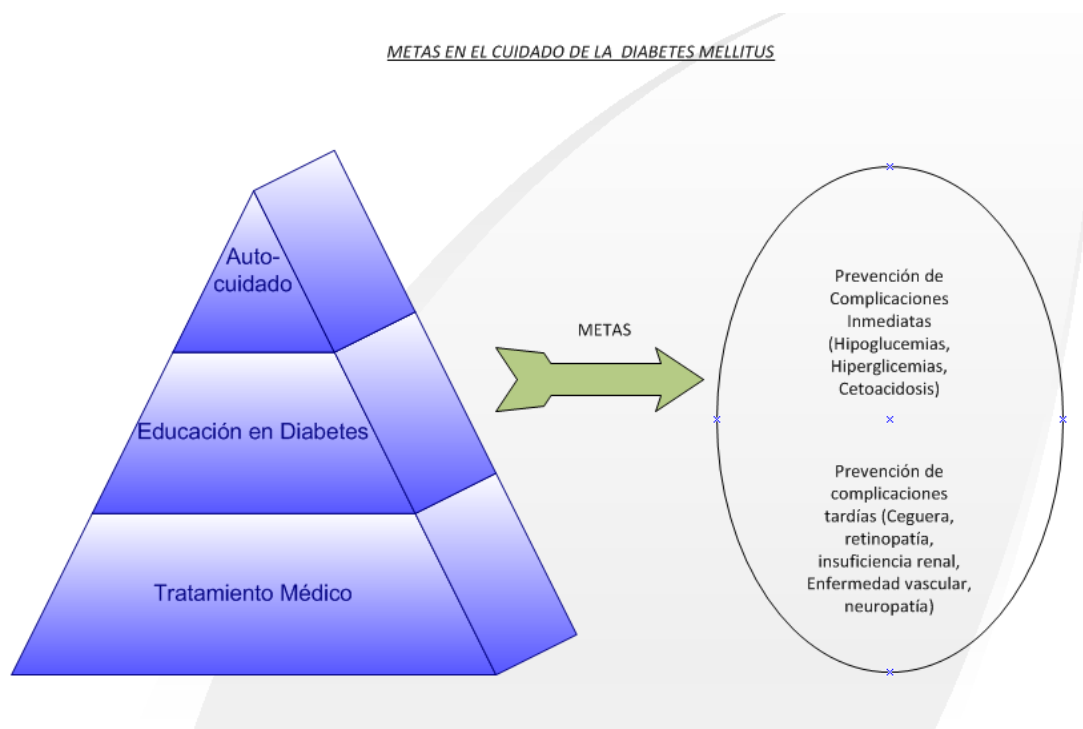 METAS EN EL CUIDADO DE LA DIABETES MELLITUS
Auto-
cuidado
Educación en Diabetes
Tratamiento Médico
METAS
Prevención de
Complicaciones
Inmediatas
(Hipoglucemias,
Hiperglicemias,
Cetoacidosis)
Prevención de
complicaciones
tardías (Ceguera,
retinopatía,
insuficiencia renal,
Enfermedad vascular,
neuropatía)